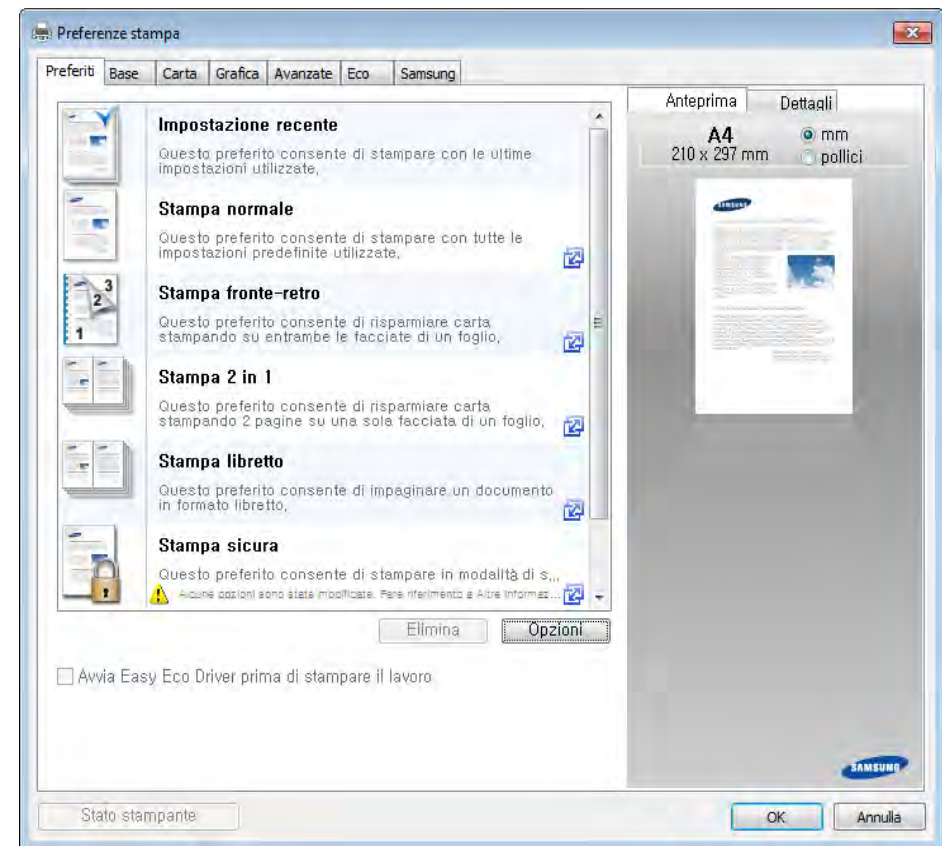 Preferenze stampa
Preferiti Base Carta Grafica Avanzate Eco Samsung
Impostazione recente
Questo preferito consente di stampare con le ultime
impostazioni utilizzate,
Stampa normale
Questo preferito consente di stampare con tutte le
impostazioni predefinite utilizzate,
3
2
1
Stampa fronte-retro
Questo preferito consente di risparmiare carta
stampando su entrambe le facciate di un foglio,
Stampa 2 in 1
Questo preferito consente di risparmiare carta
stampando 2 pagine su una sola facciata di un foglio,
Stampa libretto
Questo preferito consente di impaginare un documento
in formato libretto,
Stampa sicura
Questo preferito consente di stampare in modalità di s...
Alcune opzioni sono state modificate. Fare riferimento a Altre Informaz...
Elimina Opzioni
Avvia Easy Eco Driver prima di stampare il lavoro
Anteprima Dettagli
A4
210 x 297 mm
mm
pollici
SAMSUNG
SAMSUNG
Stato stampante
OK Annulla